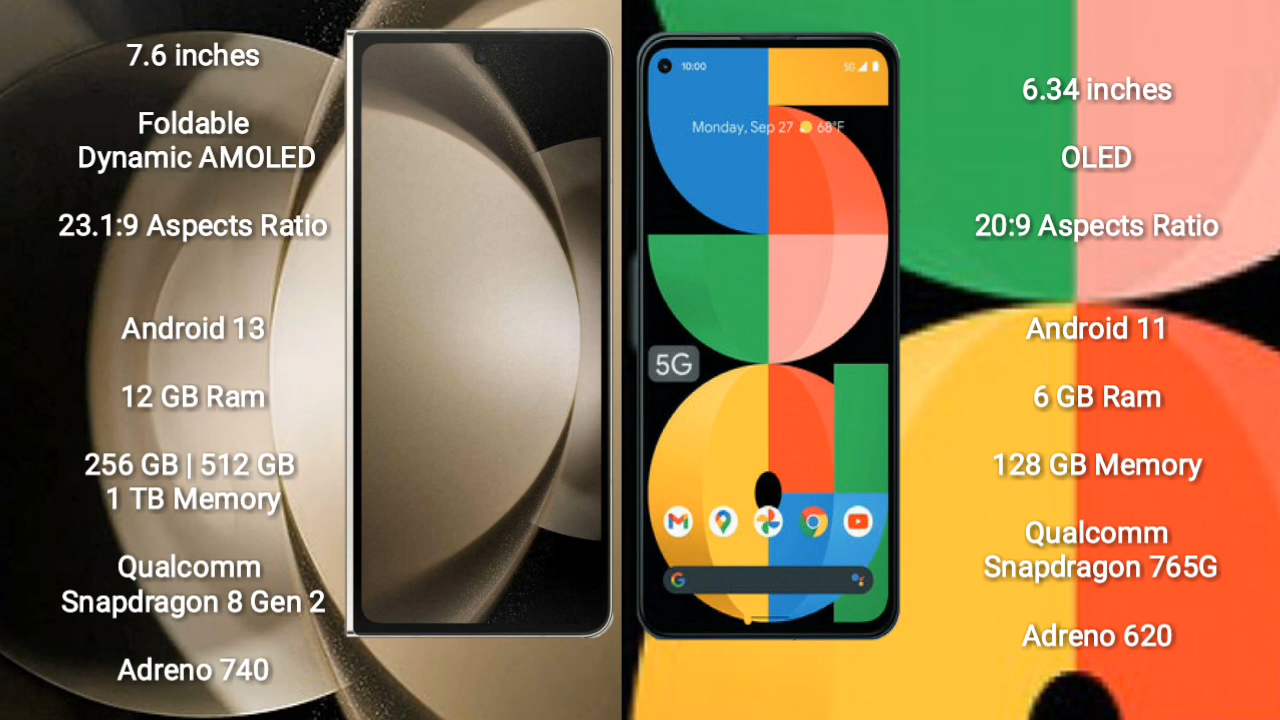 7.6 inches
Foldable
Dynamic AMOLED
23.1:9 Aspects Ratio
Android 13
12 GB Ram
256 GB | 512 GB
1 TB Memory
Qualcomm
Snapdragon 8 Gen 2
Adreno 740
10:00
5G
Monday, Sep 27 68°F
5G
6.34 inches
OLED
20:9 Aspects Ratio
Android 11
6 GB Ram
128 GB Memory
Qualcomm
Snapdragon 765G
Adreno 620